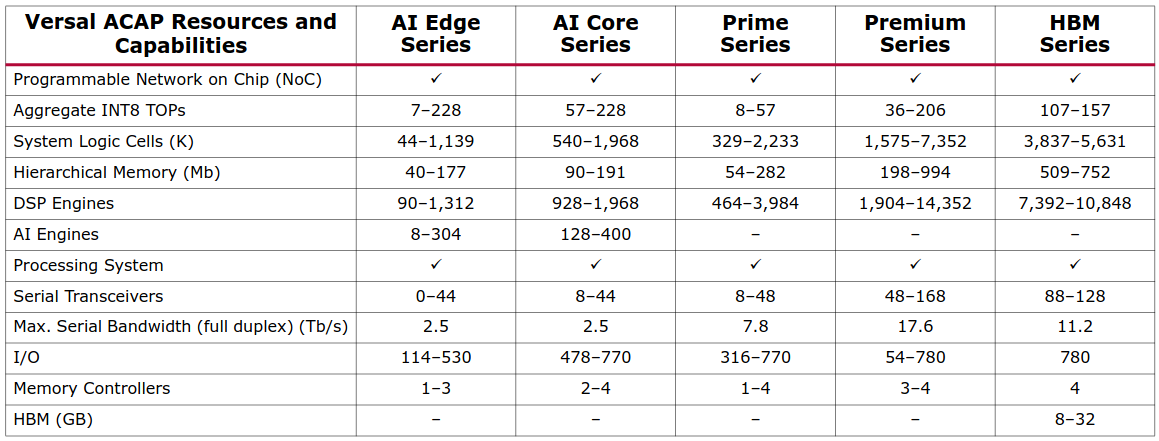 Versal ACAP Resources and Capabilities | AI Edge Series | AI Core Series | Prime Series | Premium Series | HBM Series
Programmable Network on Chip (NoC) | ✓ | ✓ | ✓ | ✓ | ✓
Aggregate INT8 TOPs | 7–228 | 57–228 | 8–57 | 36–206 | 107–157
System Logic Cells (K) | 44–1,139 | 540–1,968 | 329–2,233 | 1,575–7,352 | 3,837–5,631
Hierarchical Memory (Mb) | 40–177 | 90–191 | 54–282 | 198–994 | 509–752
DSP Engines | 90–1,312 | 928–1,968 | 464–3,984 | 1,904–14,352 | 7,392–10,848
AI Engines | 8–304 | 128–400 | – | – | –
Processing System | ✓ | ✓ | ✓ | ✓ | ✓
Serial Transceivers | 0–44 | 8–44 | 8–48 | 48–168 | 88–128
Max. Serial Bandwidth (full duplex) (Tb/s) | 2.5 | 2.5 | 7.8 | 17.6 | 11.2
I/O | 114–530 | 478–770 | 316–770 | 54–780 | 780
Memory Controllers | 1–3 | 2–4 | 1–4 | 3–4 | 4
HBM (GB) | – | – | – | – | 8–32